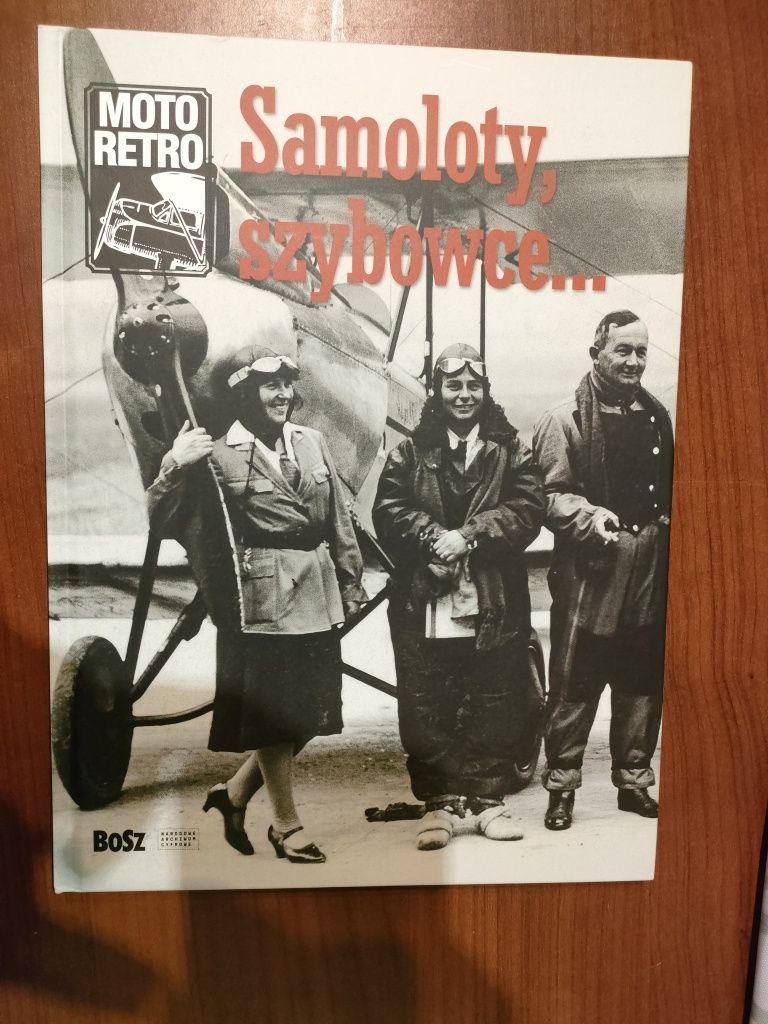 MOTO
RETRO
Samoloty,
szybowce...
BOSZ
NARODOWE
ARCHIWUM
CYFROWE